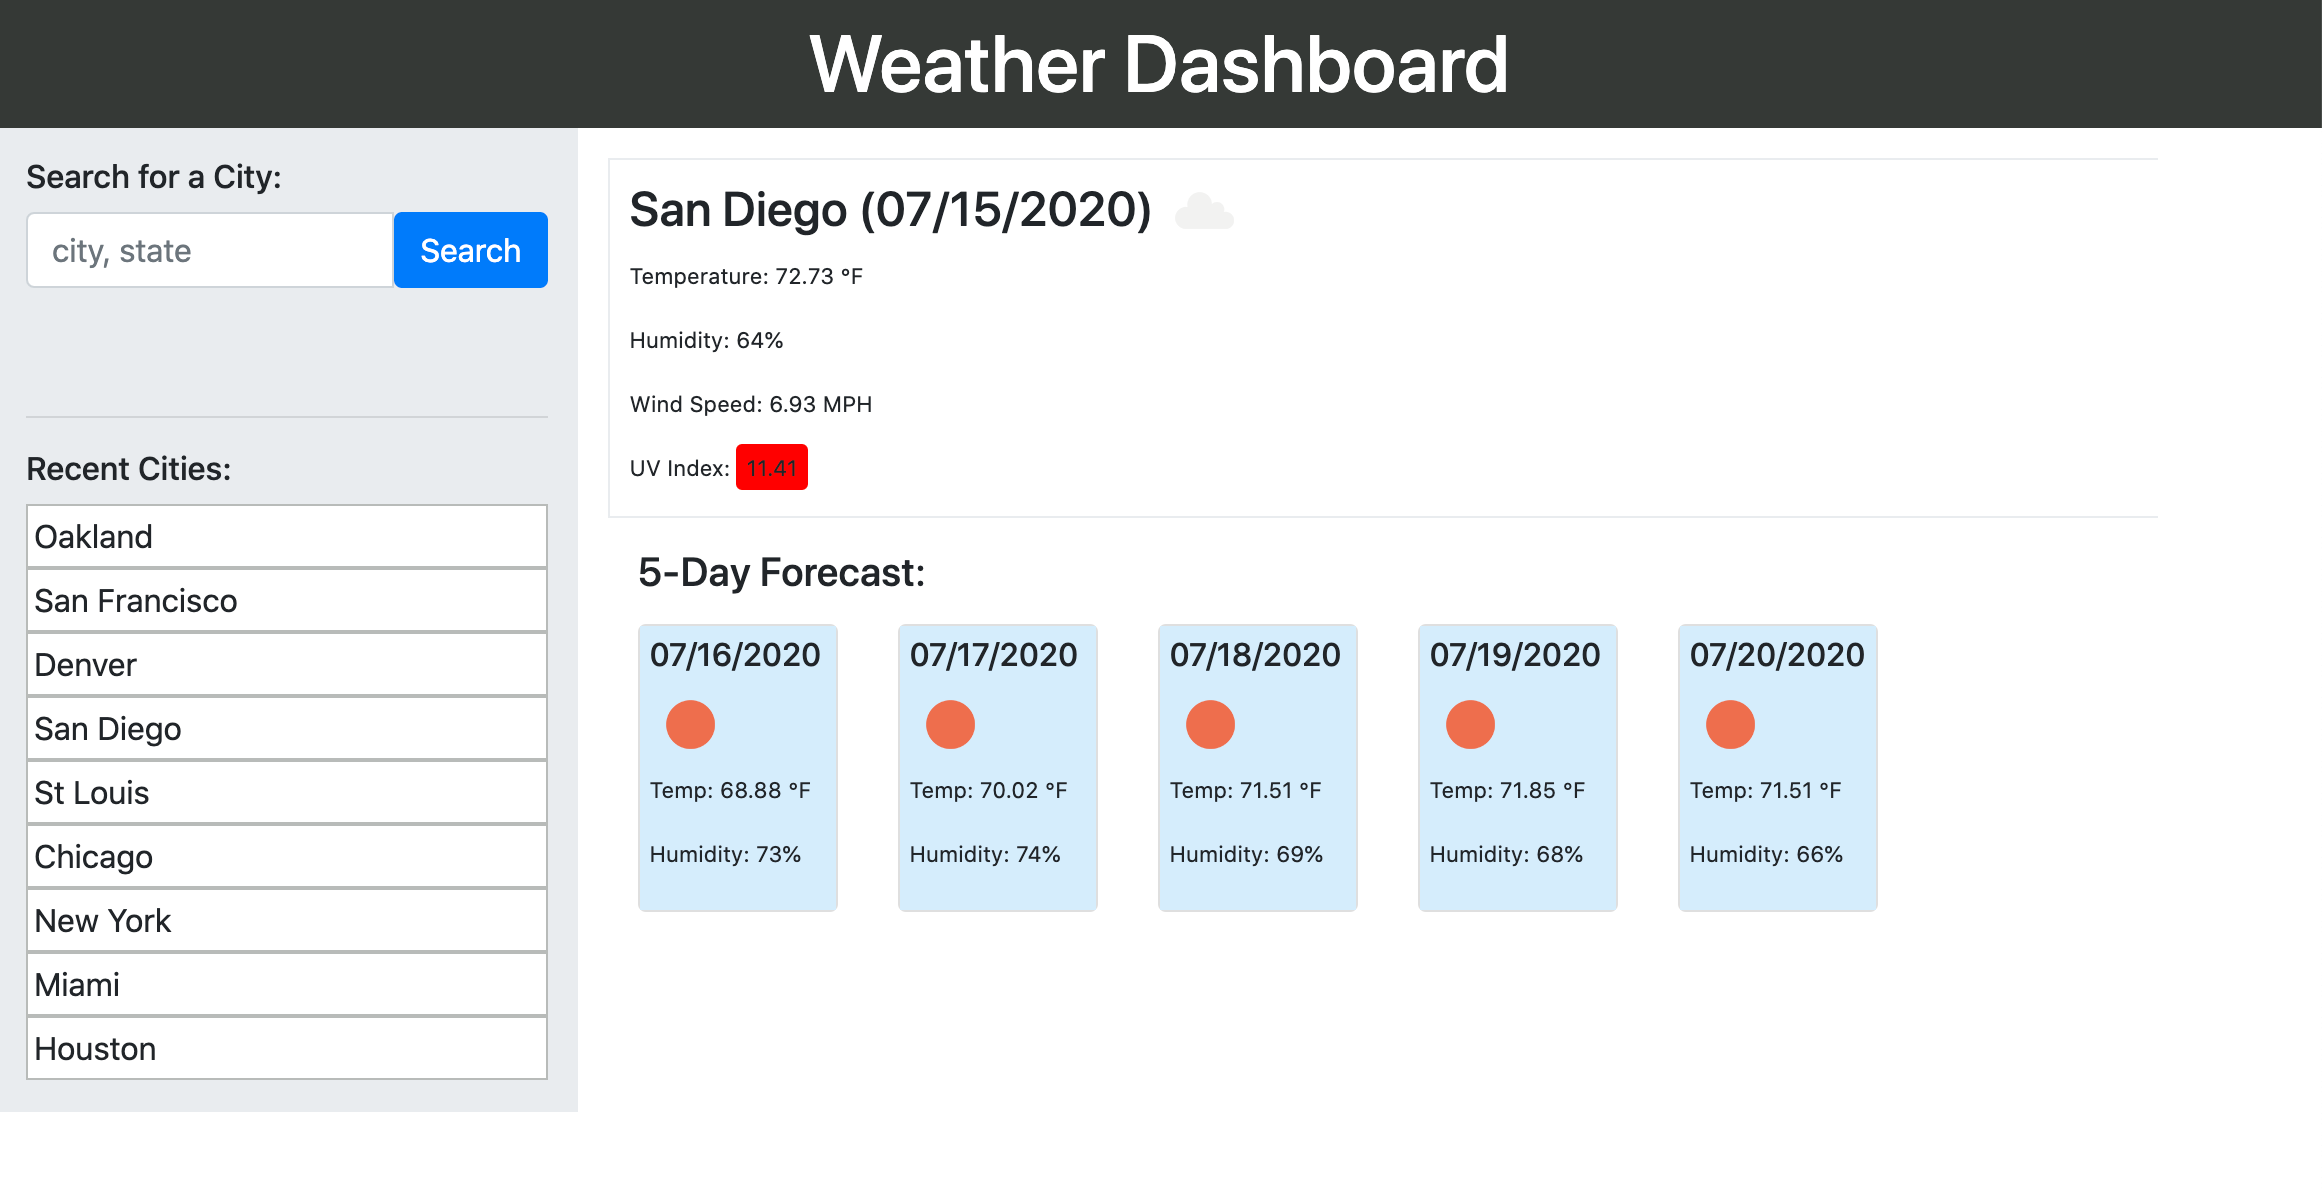 Weather Dashboard
Search for a City:
city, state
Search
Recent Cities:
Oakland
San Francisco
Denver
San Diego
St Louis
Chicago
New York
Miami
Houston
San Diego (07/15/2020)
Temperature: 72.73 °F
Humidity: 64%
Wind Speed: 6.93 MPH
UV Index: 11.41
5-Day Forecast:
07/16/2020
Temp: 68.88 °F
Humidity: 73%
07/17/2020
Temp: 70.02 °F
Humidity: 74%
07/18/2020
Temp: 71.51 °F
Humidity: 69%
07/19/2020
Temp: 71.85 °F
Humidity: 68%
07/20/2020
Temp: 71.51 °F
Humidity: 66%